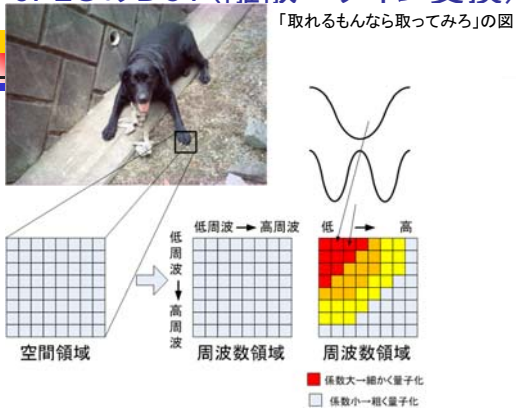 「取れるもんなら取ってみろ」の図
低周波→高周波
低周波↓高周波
低→高
空間領域
周波数領域
周波数領域
係数大→細かく量子化
係数小→粗く量子化